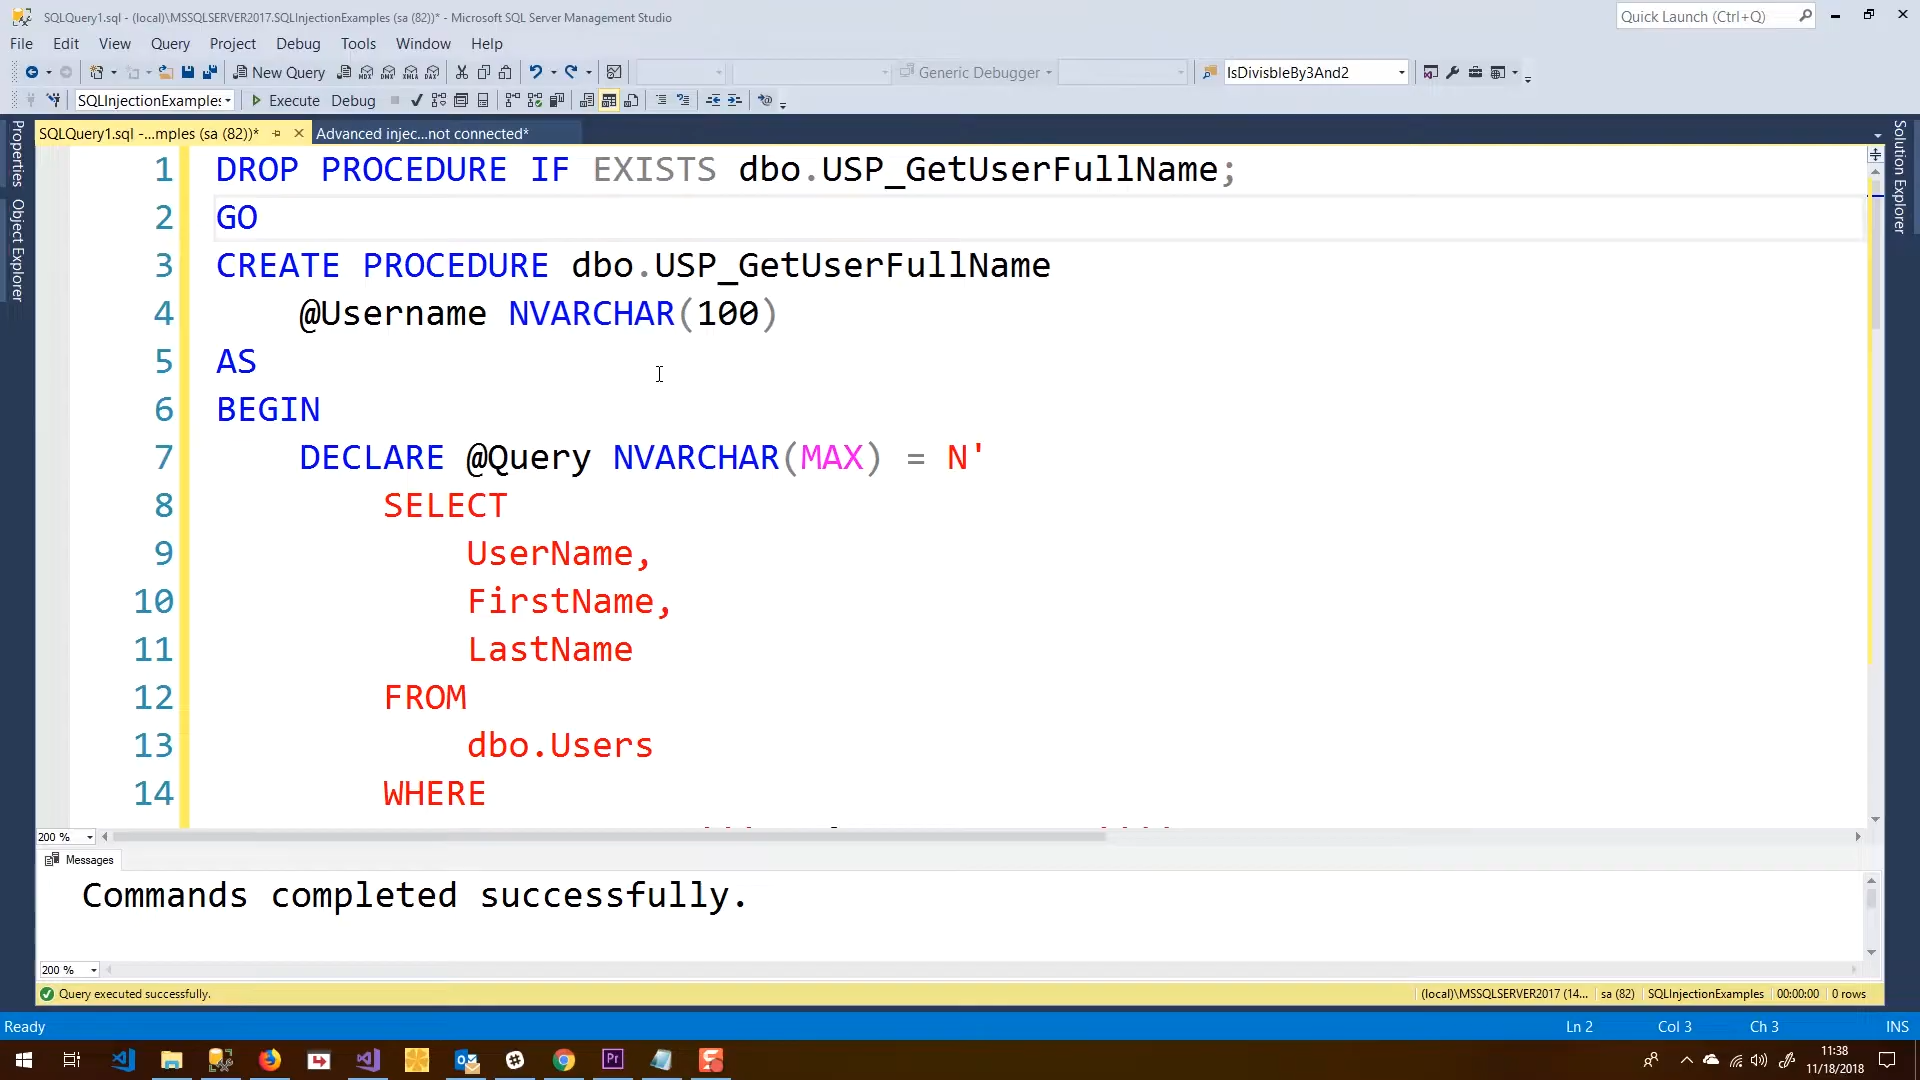 SQLQuery1.sql - (local)\MSSQLSERVER2017.SQLInjectionExamples (sa (82))* - Microsoft SQL Server Management Studio
Quick Launch (Ctrl+Q)
File Edit View Query Project Debug Tools Window Help
New Query
Generic Debugger
IsDivisbleBy3And2
SQLInjectionExamples
Execute Debug
SQLQuery1.sql -...mples (sa (82))*
Advanced injec...not connected*
Properties
Object Explorer
Solution Explorer
1 DROP PROCEDURE IF EXISTS dbo.USP_GetUserFullName;
2 GO
3 CREATE PROCEDURE dbo.USP_GetUserFullName
4 @Username NVARCHAR(100)
5 AS
6 BEGIN
7 DECLARE @Query NVARCHAR(MAX) = N'
8 SELECT
9 UserName,
10 FirstName,
11 LastName
12 FROM
13 dbo.Users
14 WHERE
200 %
Messages
Commands completed successfully.
200 %
Query executed successfully.
(local)\MSSQLSERVER2017 (14... sa (82) SQLInjectionExamples 00:00:00 0 rows
Ready
Ln 2 Col 3 Ch 3 INS
Pr
11:38
11/18/2018